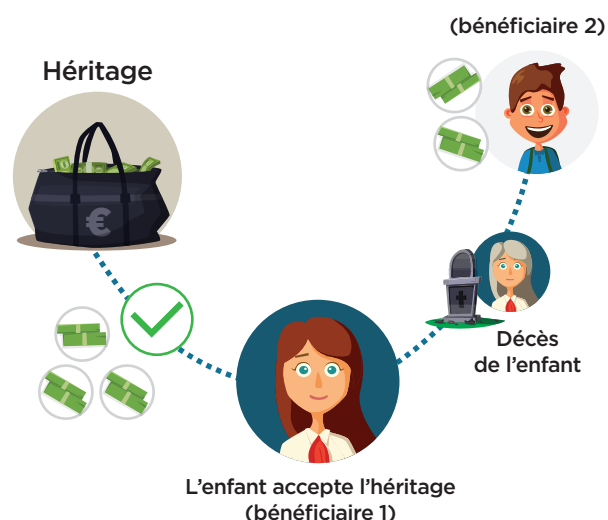 (bénéficiaire 2)
Héritage
€
Décès
de l'enfant
L'enfant accepte l'héritage
(bénéficiaire 1)